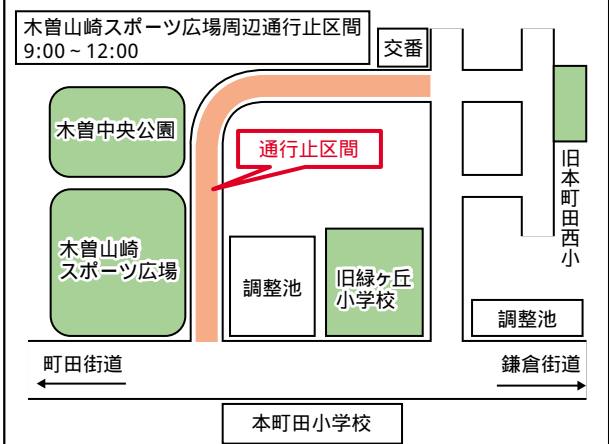 木曽山崎スポーツ広場周辺通行止区間
9:00~12:00
交番
木曽中央公園
通行止区間
旧本町田西小
木曽山崎
スポーツ広場
調整池
旧緑ヶ丘
小学校
調整池
町田街道
鎌倉街道
本町田小学校